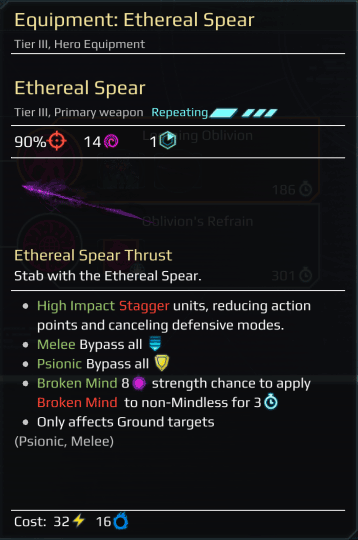 Equipment: Ethereal Spear
Tier III, Hero Equipment
Ethereal Spear
Tier III, Primary weapon Repeating
90% 14 1
Oblivion
186
Oblivion's Refrain
301
Ethereal Spear Thrust
Stab with the Ethereal Spear.
• High Impact Stagger units, reducing action
points and canceling defensive modes.
• Melee Bypass all
• Psionic Bypass all
• Broken Mind 8 strength chance to apply
Broken Mind to non-Mindless for 3
• Only affects Ground targets
(Psionic, Melee)
Cost: 32 16